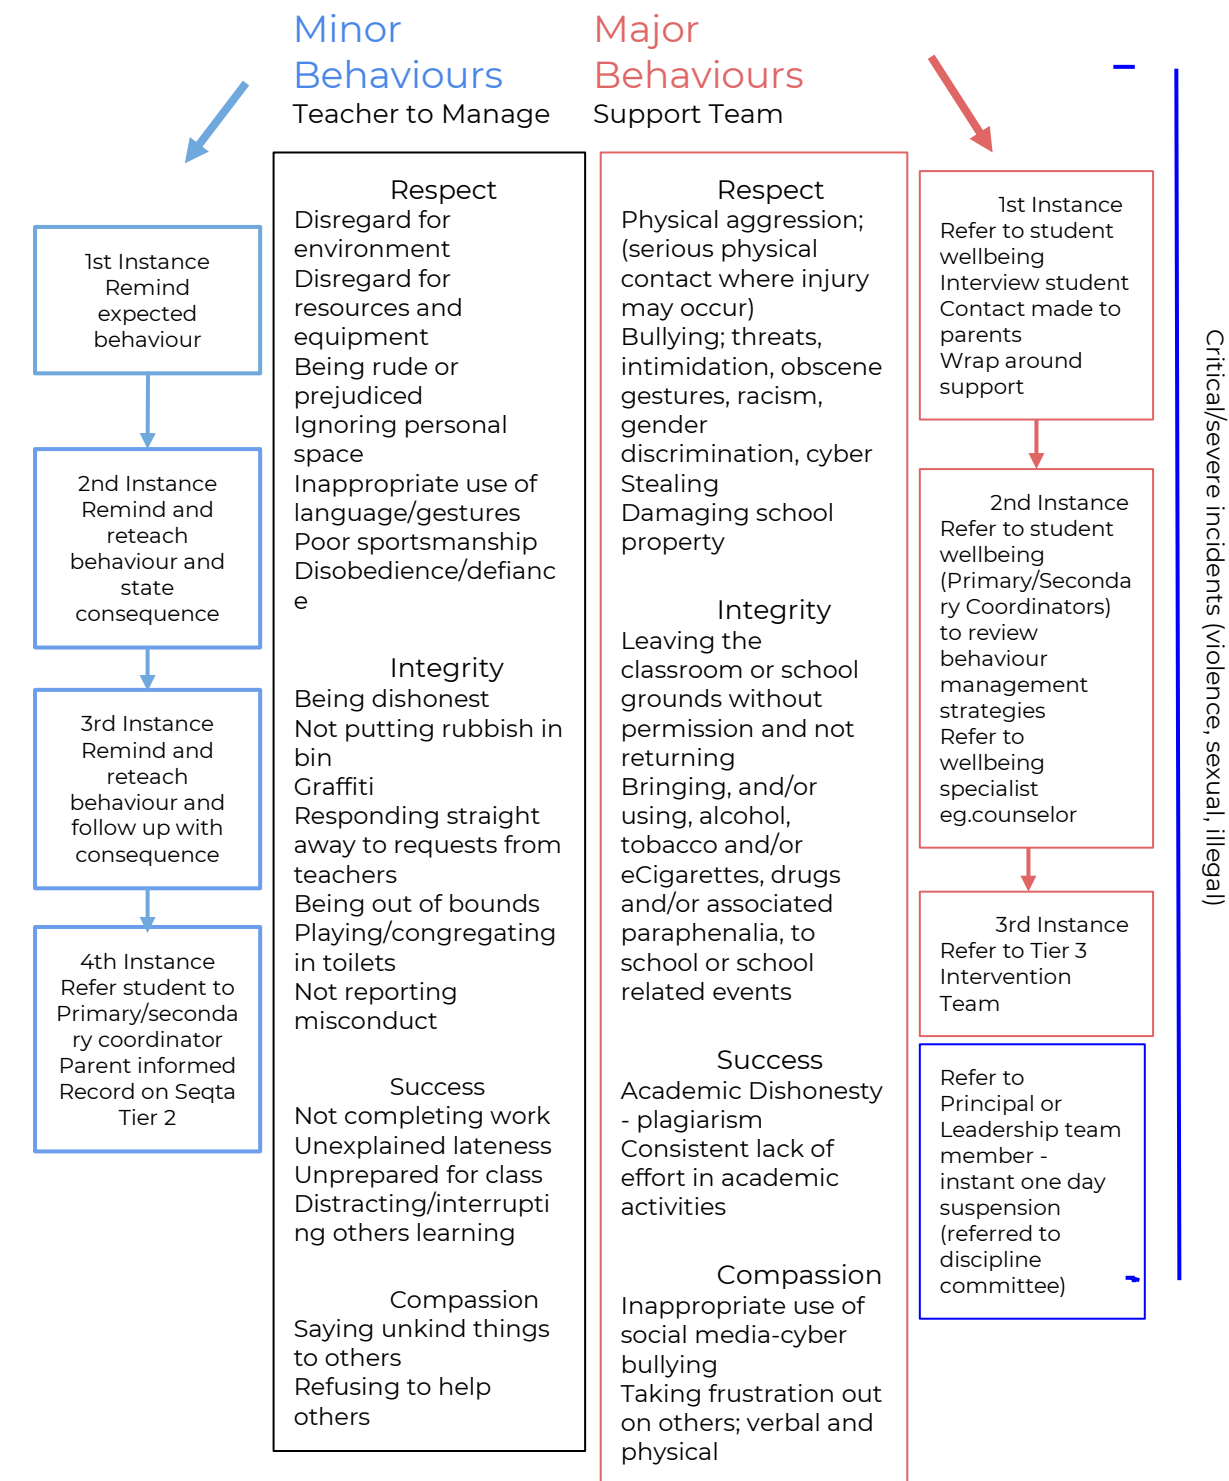 Minor
Behaviours
Teacher to Manage
Major
Behaviours
Support Team
1st Instance
Remind
expected
behaviour
2nd Instance
Remind and
reteach
behaviour and
state
consequence
3rd Instance
Remind and
reteach
behaviour and
follow up with
consequence
4th Instance
Refer student to
Primary/seconda
ry coordinator
Parent informed
Record on Seqta
Tier 2
Respect
Disregard for
environment
Disregard for
resources and
equipment
Being rude or
prejudiced
Ignoring personal
space
Inappropriate use of
language/gestures
Poor sportsmanship
Disobedience/defianc
e
Integrity
Being dishonest
Not putting rubbish in
bin
Graffiti
Responding straight
away to requests from
teachers
Being out of bounds
Playing/congregating
in toilets
Not reporting
misconduct
Success
Not completing work
Unexplained lateness
Unprepared for class
Distracting/interrupti
ng others learning
Compassion
Saying unkind things
to others
Refusing to help
others
Respect
Physical aggression;
(serious physical
contact where injury
may occur)
Bullying; threats,
intimidation, obscene
gestures, racism,
gender
discrimination, cyber
Stealing
Damaging school
property
Integrity
Leaving the
classroom or school
grounds without
permission and not
returning
Bringing, and/or
using, alcohol,
tobacco and/or
eCigarettes, drugs
and/or associated
paraphenalia, to
school or school
related events
Success
Academic Dishonesty
- plagiarism
Consistent lack of
effort in academic
activities
Compassion
Inappropriate use of
social media-cyber
bullying
Taking frustration out
on others; verbal and
physical
1st Instance
Refer to student
wellbeing
Interview student
Contact made to
parents
Wrap around
support
2nd Instance
Refer to student
wellbeing
(Primary/Seconda
ry Coordinators)
to review
behaviour
management
strategies
Refer to
wellbeing
specialist
eg.counselor
3rd Instance
Refer to Tier 3
Intervention
Team
Refer to
Principal or
Leadership team
member -
instant one day
suspension
(referred to
discipline
committee)
Critical/severe incidents (violence, sexual, illegal)